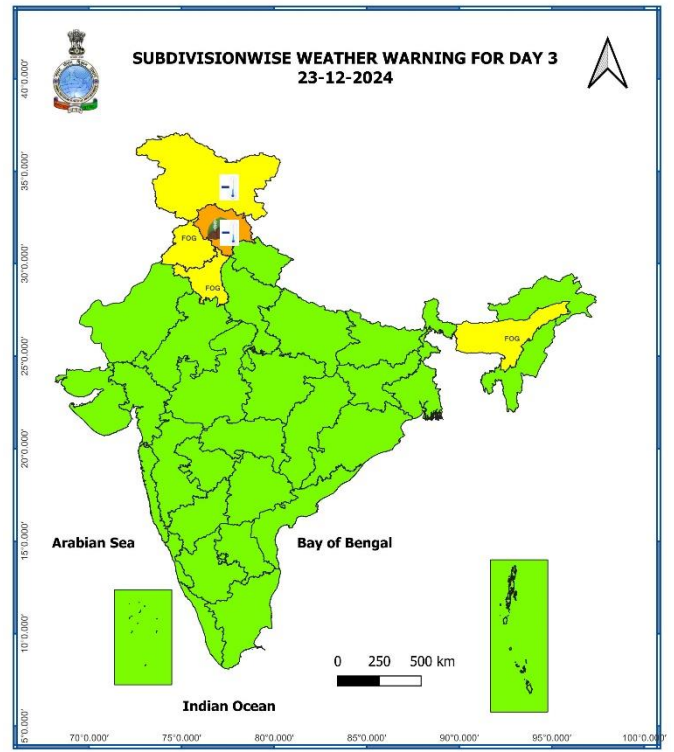 SUBDIVISIONWISE WEATHER WARNING FOR DAY 3
23-12-2024
40°0.000'
35°0.000'
30°0.000'
25°0.000'
20°0.000'
15°0.000'
10°0.000'
5°0.000'
FOG
FOG
FOG
Arabian Sea
Bay of Bengal
0 250 500 km
Indian Ocean
70°0.000' 75°0.000' 80°0.000' 85°0.000' 90°0.000' 95°0.000' 100°0.000'